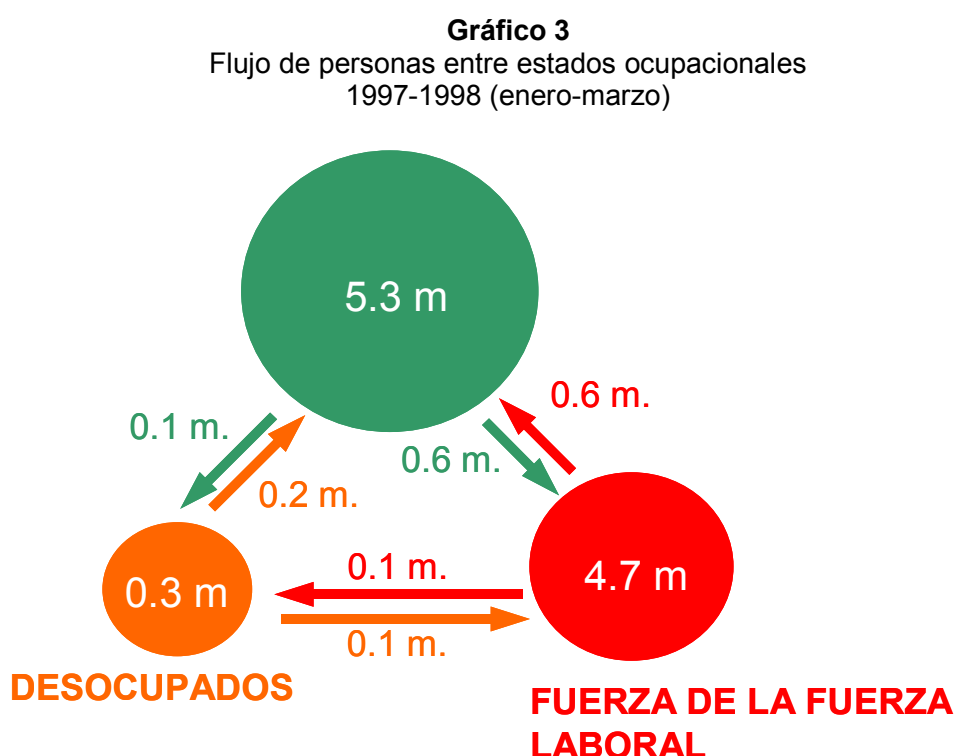 Gráfico 3
Flujo de personas entre estados ocupacionales
1997-1998 (enero-marzo)
5.3 m
0.6 m.
0.1 m.
0.6 m.
0.2 m.
0.1 m.
4.7 m
0.3 m
0.1 m.
DESOCUPADOS
FUERZA DE LA FUERZA
LABORAL